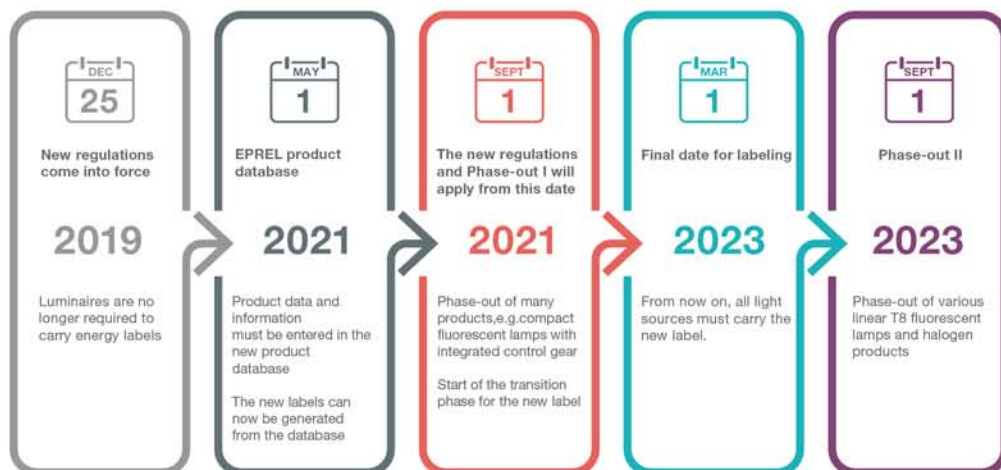 DEC
25
New regulations
come into force
2019
Luminaires are no
longer required to
carry energy labels
MAY
1
EPREL product
database
2021
Product data and
information
must be entered in the
new product
database
The new labels can
now be generated
from the database
SEPT
1
The new regulations
and Phase-out I will
apply from this date
2021
Phase-out of many
products,e.g.compact
fluorescent lamps with
integrated control gear
Start of the transition
phase for the new label
MAR
1
Final date for labeling
2023
From now on, all light
sources must carry the
new label.
SEPT
1
Phase-out II
2023
Phase-out of various
linear T8 fluorescent
lamps and halogen
products